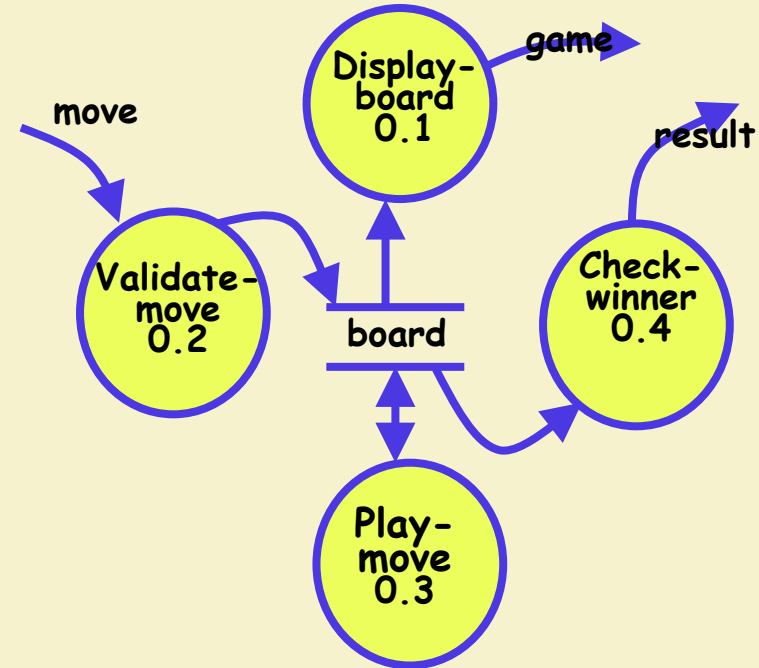 game
Display-
board
0.1
move
result
Validate-
move
0.2
Check-
winner
0.4
board
Play-
move
0.3